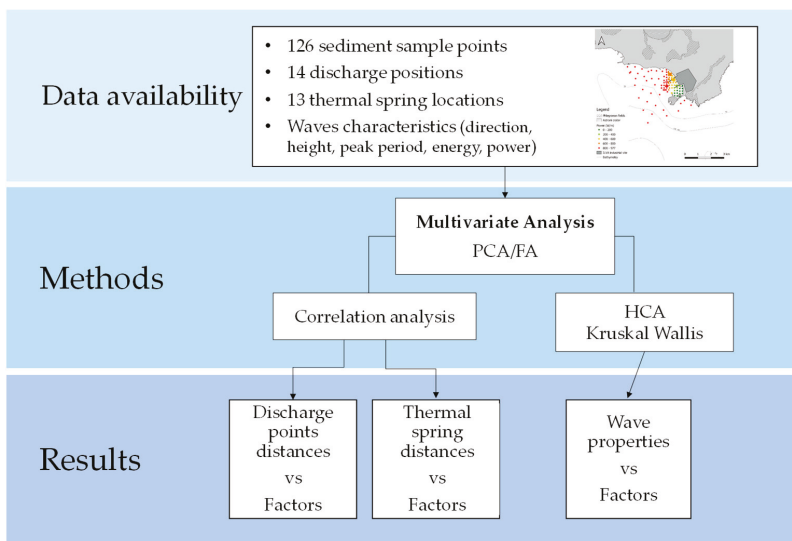 Data availability
• 126 sediment sample points
• 14 discharge positions
• 13 thermal spring locations
• Waves characteristics (direction,
height, peak period, energy, power)
Legend
Methods
Multivariate Analysis
PCA/FA
Correlation analysis
HCA
Kruskal Wallis
Results
Discharge
points
distances
vs
Factors
Thermal
spring
distances
vs
Factors
Wave
properties
vs
Factors